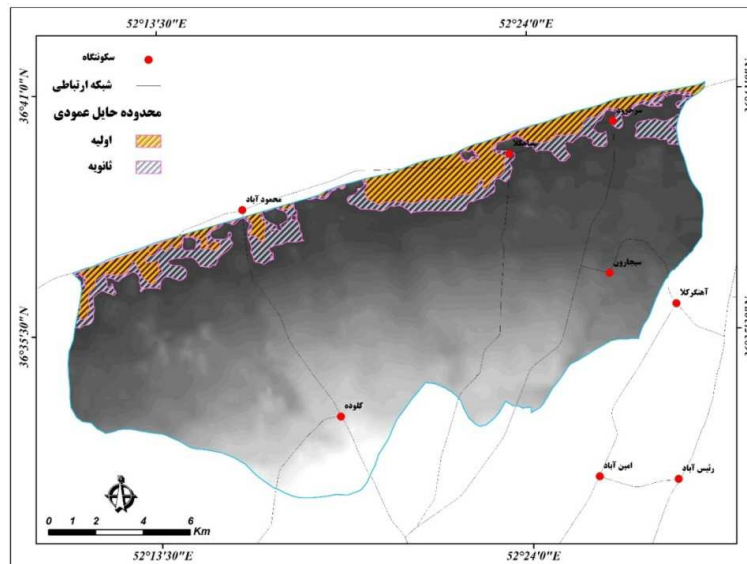 52°13'30"E
52°24'0"E
36°41'0"N
سکونتگاه
شبکه ارتباطی
محدوده حایل عمودی
اولیه
ثانویه
سرخرود
محمود آباد
سیجارون
آهنگرکلا
36°35'30"N
کلوده
امین آباد
رئیس آباد
0 1 2 4 6
Km
52°13'30"E
52°24'0"E